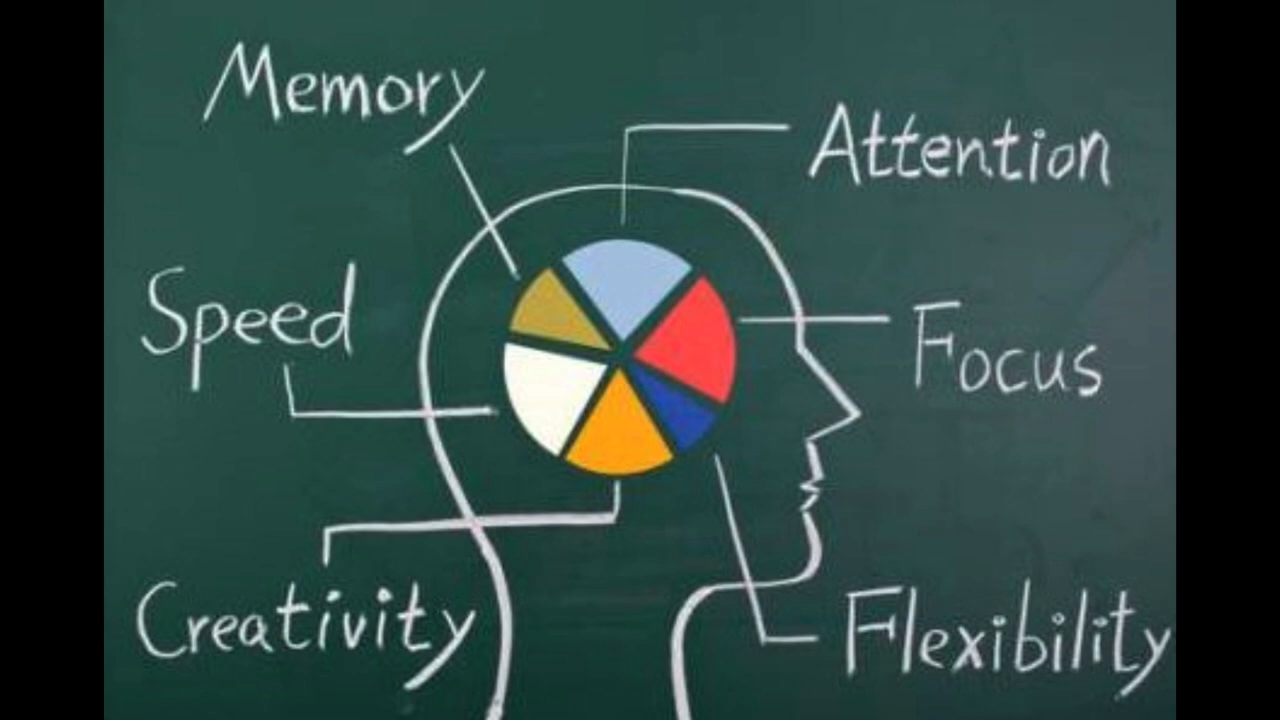 Memory
Attention
Speed
Focus
Creativity
Flexibility